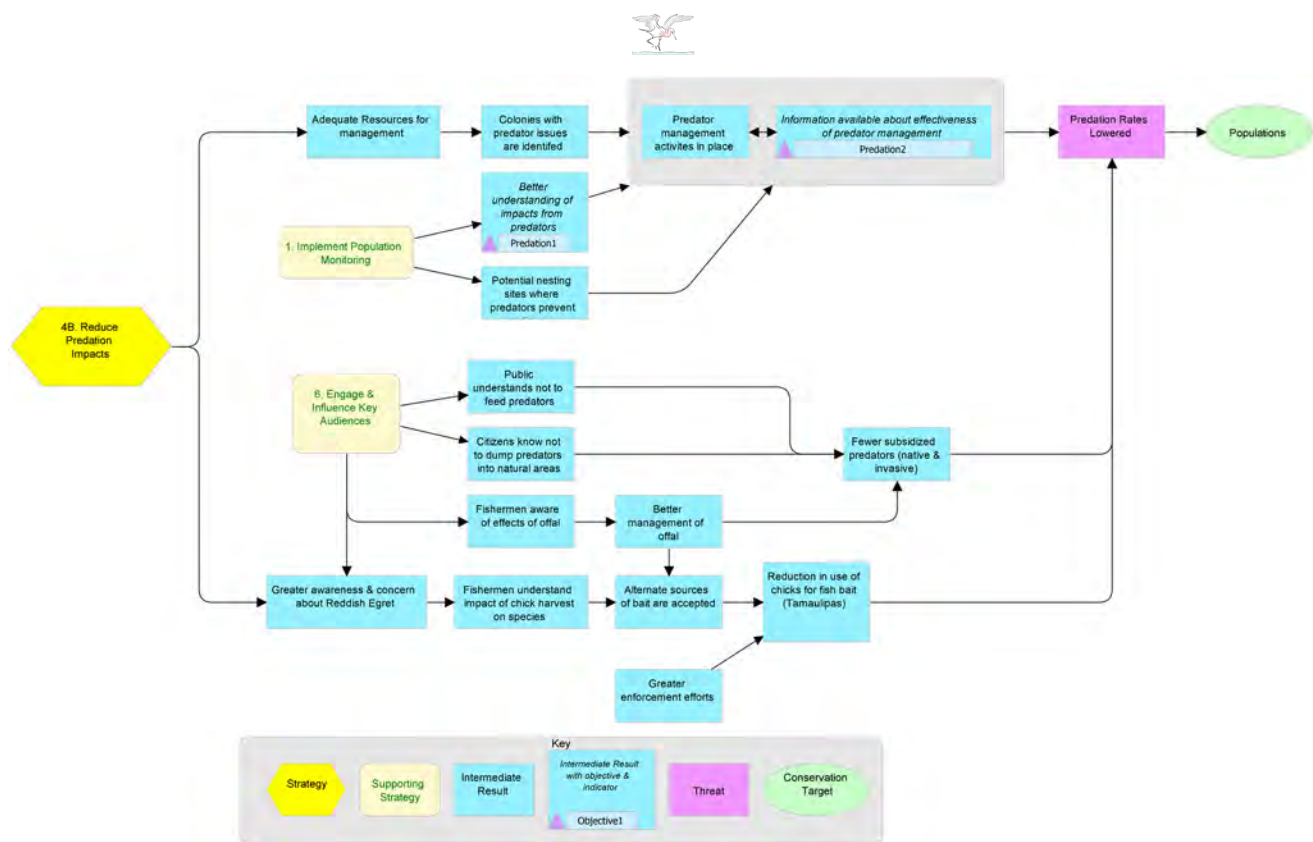 Adequate Resources for
management
Colonies with
predator issues
are identifed
Predator
management
activites in place
Information available about effectiveness
of predator management
Predation2
Predation Rates
Lowered
Populations
Better
understanding of
impacts from
predators
Predation1
1. Implement Population
Monitoring
Potential nesting
sites where
predators prevent
4B. Reduce
Predation
Impacts
6. Engage &
Influence Key
Audiences
Public
understands not to
feed predators
Citizens know not
to dump predators
into natural areas
Fewer subsidized
predators (native &
invasive)
Fishermen aware
of effects of offal
Better
management of
offal
Greater awareness & concern
about Reddish Egret
Fishermen understand
impact of chick harvest
on species
Alternate sources
of bait are accepted
Reduction in use of
chicks for fish bait
(Tamaulipas)
Greater
enforcement efforts
Key
Strategy
Supporting
Strategy
Intermediate
Result
Intermediate Result
with objective &
indicator
Objective1
Threat
Conservation
Target